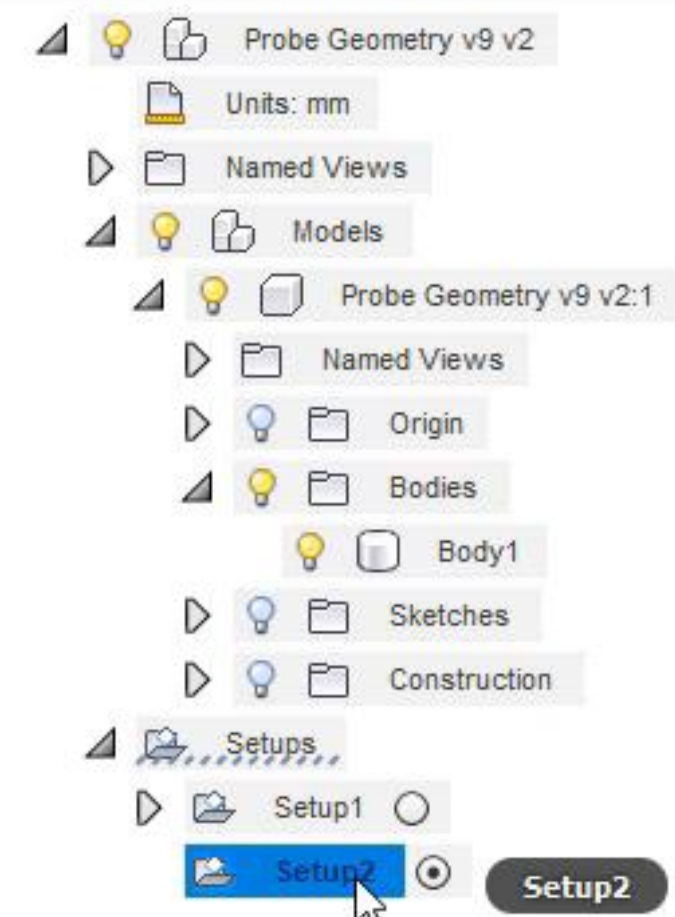 Probe Geometry v9 v2
Units: mm
Named Views
Models
Probe Geometry v9 v2:1
Named Views
Origin
Bodies
Body1
Sketches
Construction
Setups
Setup1
Setup2
Setup2